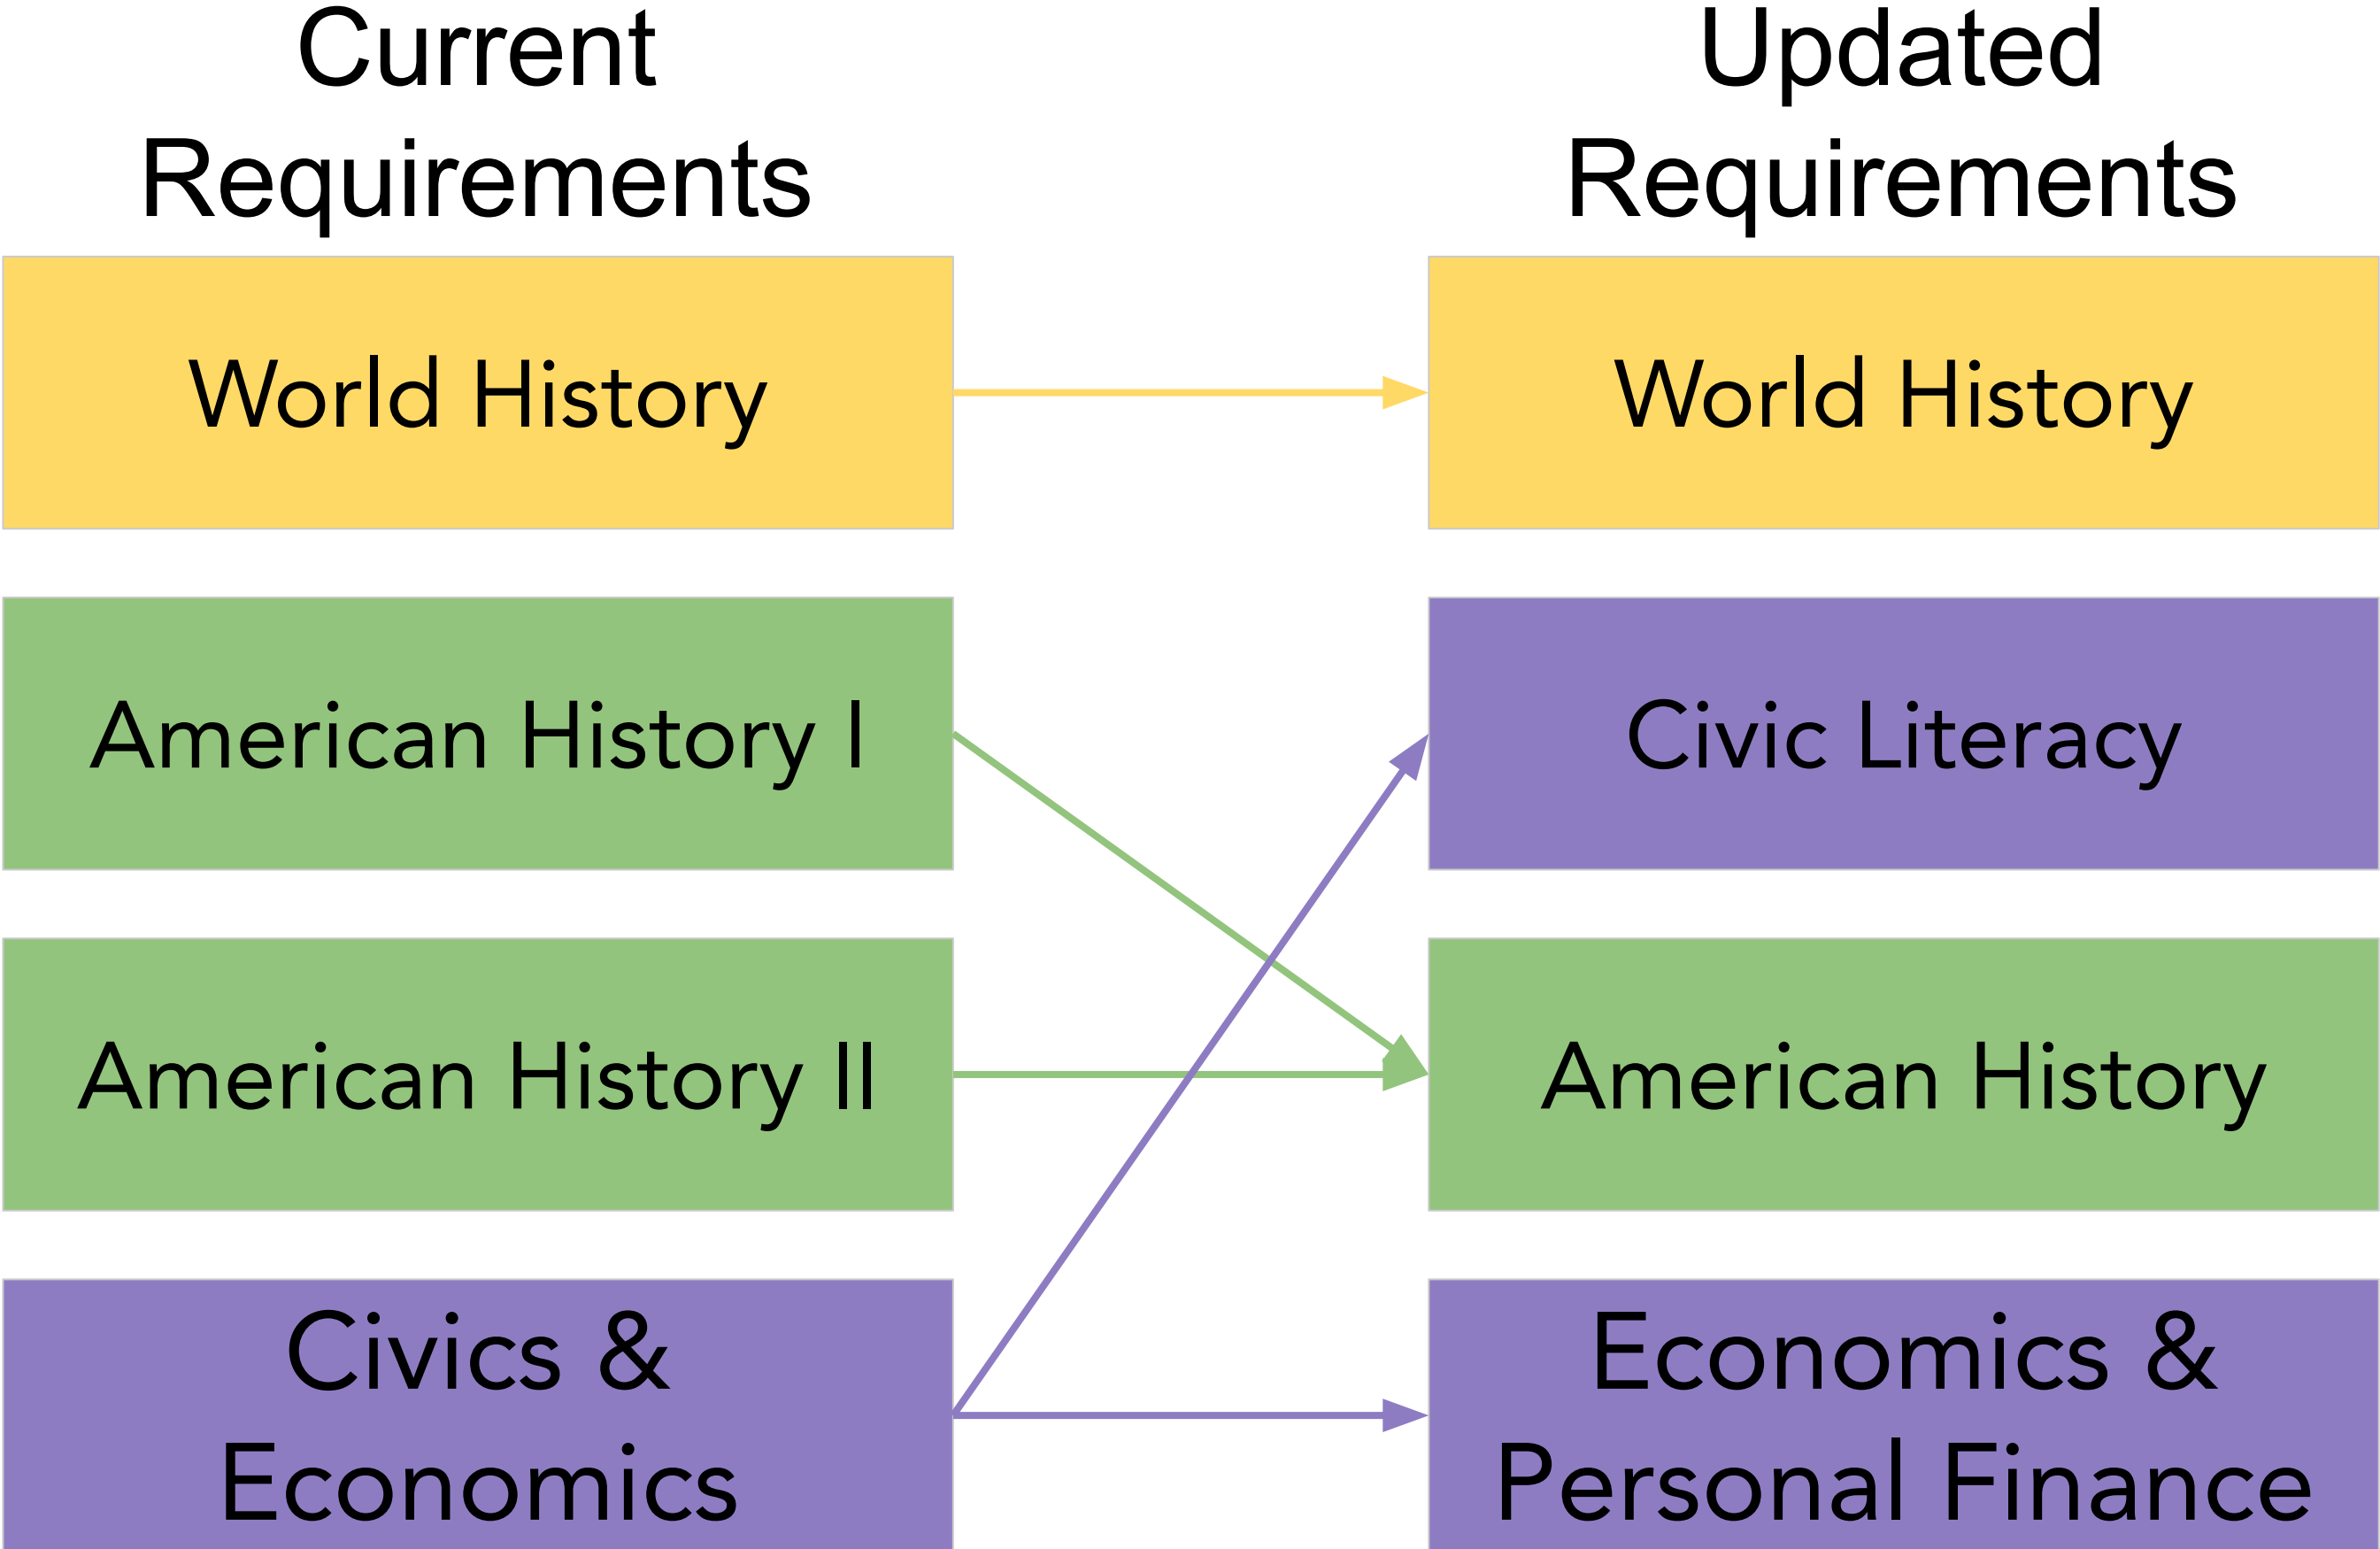 Current
Requirements
Updated
Requirements
World History
World History
American History I
Civic Literacy
American History II
American History
Civics &
Economics
Economics &
Personal Finance